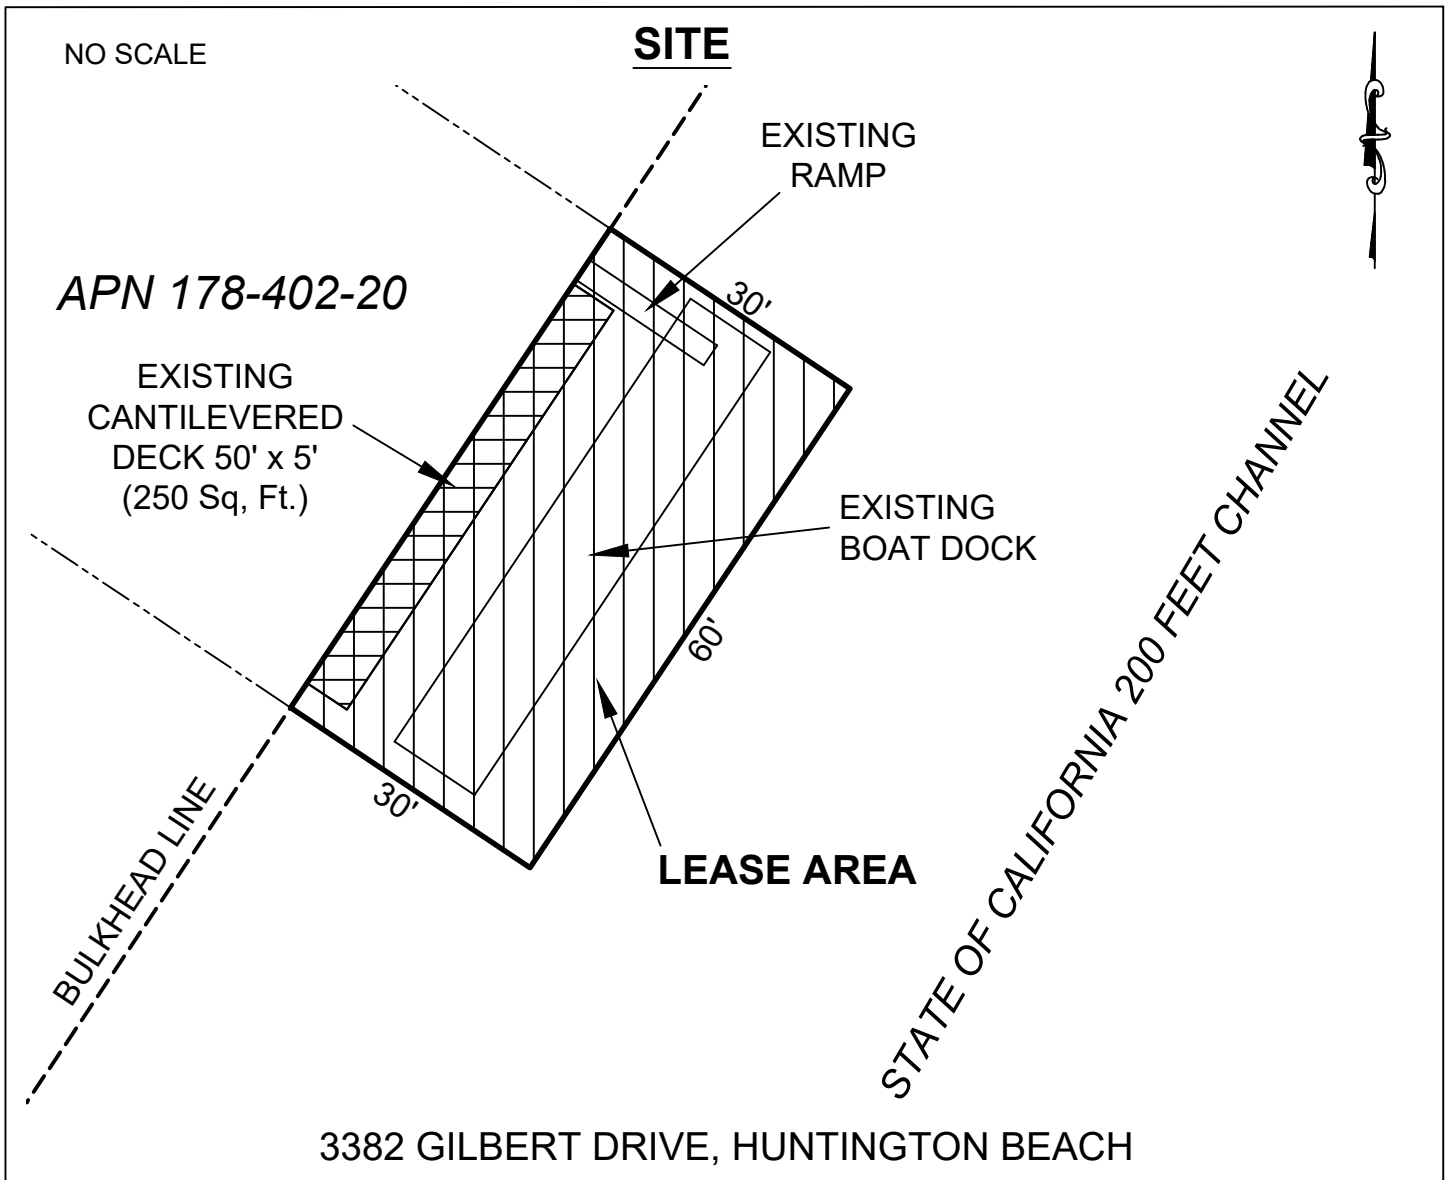 NO SCALE
SITE
EXISTING
RAMP
30'
APN 178-402-20
EXISTING
CANTILEVERED
DECK 50' x 5'
(250 Sq, Ft.)
EXISTING
BOAT DOCK
60'
30'
LEASE AREA
BULKHEAD LINE
STATE OF CALIFORNIA 200 FEET CHANNEL
3382 GILBERT DRIVE, HUNTINGTON BEACH